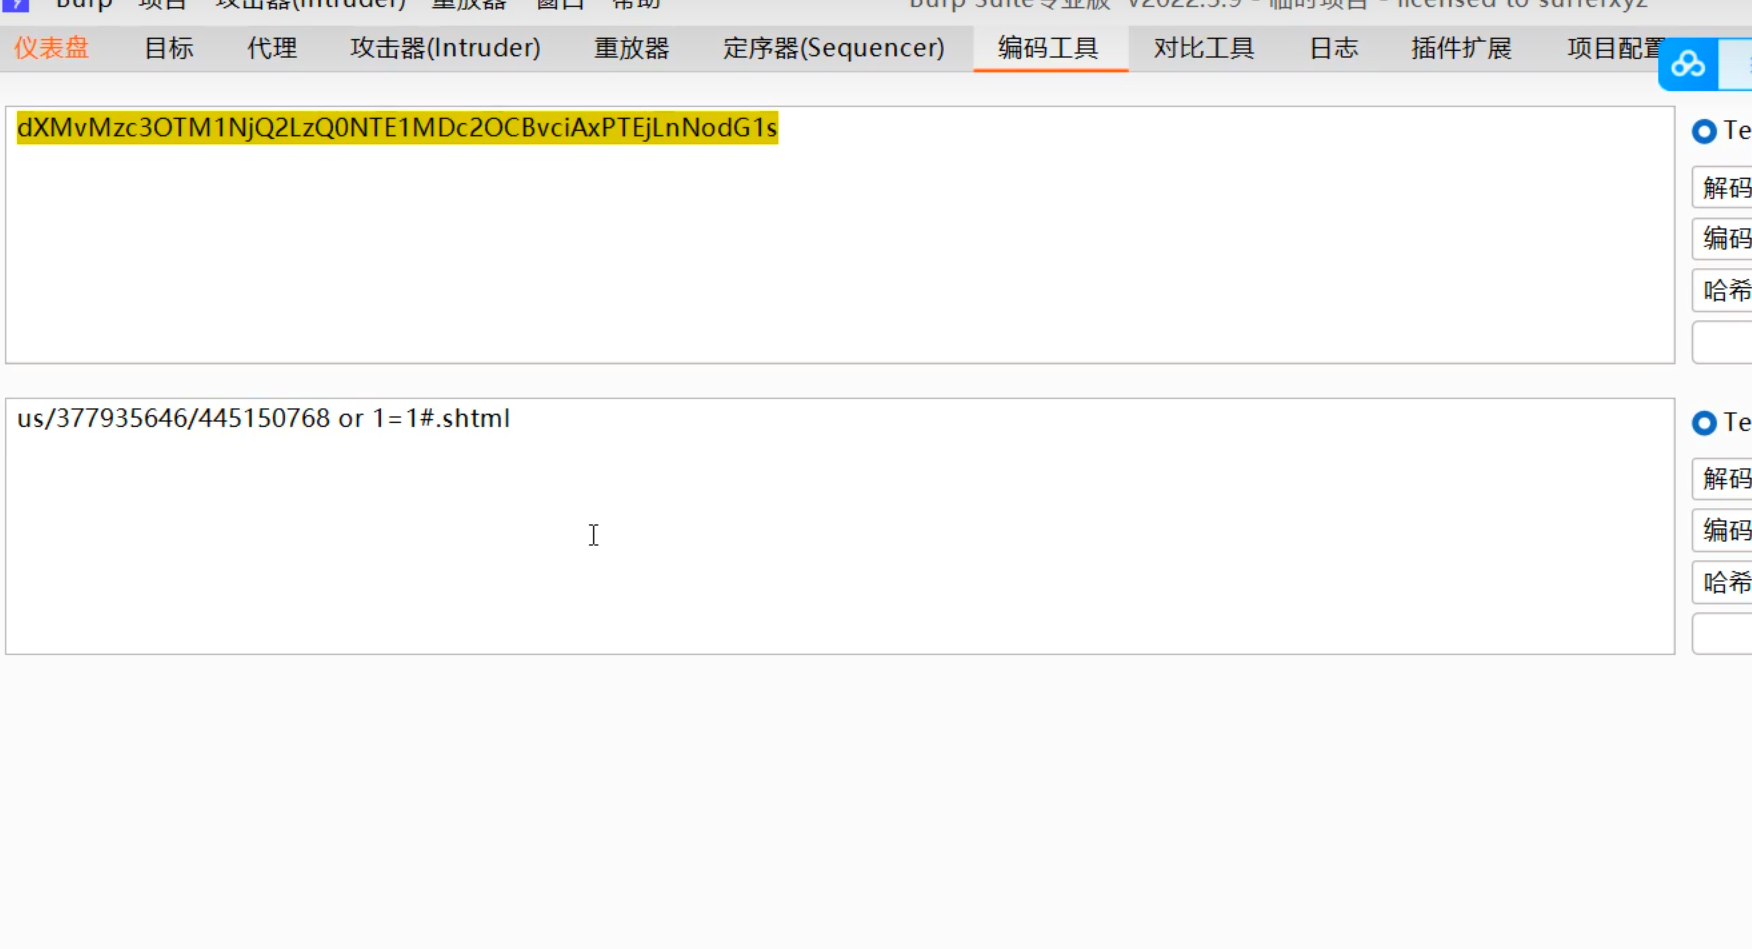 Burp 项目 攻击器(Intruder) 重放器 窗口 帮助 Burp Suite专业版 v2022.3.9 - 临时项目 - licensed to surferxyz
仪表盘 目标 代理 攻击器(Intruder) 重放器 定序器(Sequencer) 编码工具 对比工具 日志 插件扩展 项目配置
dXMvMzc3OTM1NjQ2LzQ0NTE1MDc2OCBvciAxPTEjLnNodG1s
Te
解码
编码
哈希
us/377935646/445150768 or 1=1#.shtml
Te
解码
编码
哈希